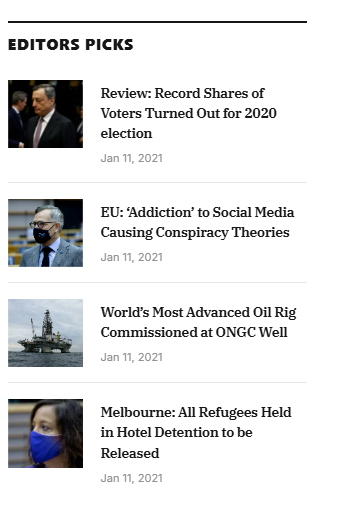 EDITORS PICKS
Review: Record Shares of
Voters Turned Out for 2020
election
Jan 11, 2021
EU: ‘Addiction’ to Social Media
Causing Conspiracy Theories
Jan 11, 2021
World’s Most Advanced Oil Rig
Commissioned at ONGC Well
Jan 11, 2021
Melbourne: All Refugees Held
in Hotel Detention to be
Released
Jan 11, 2021